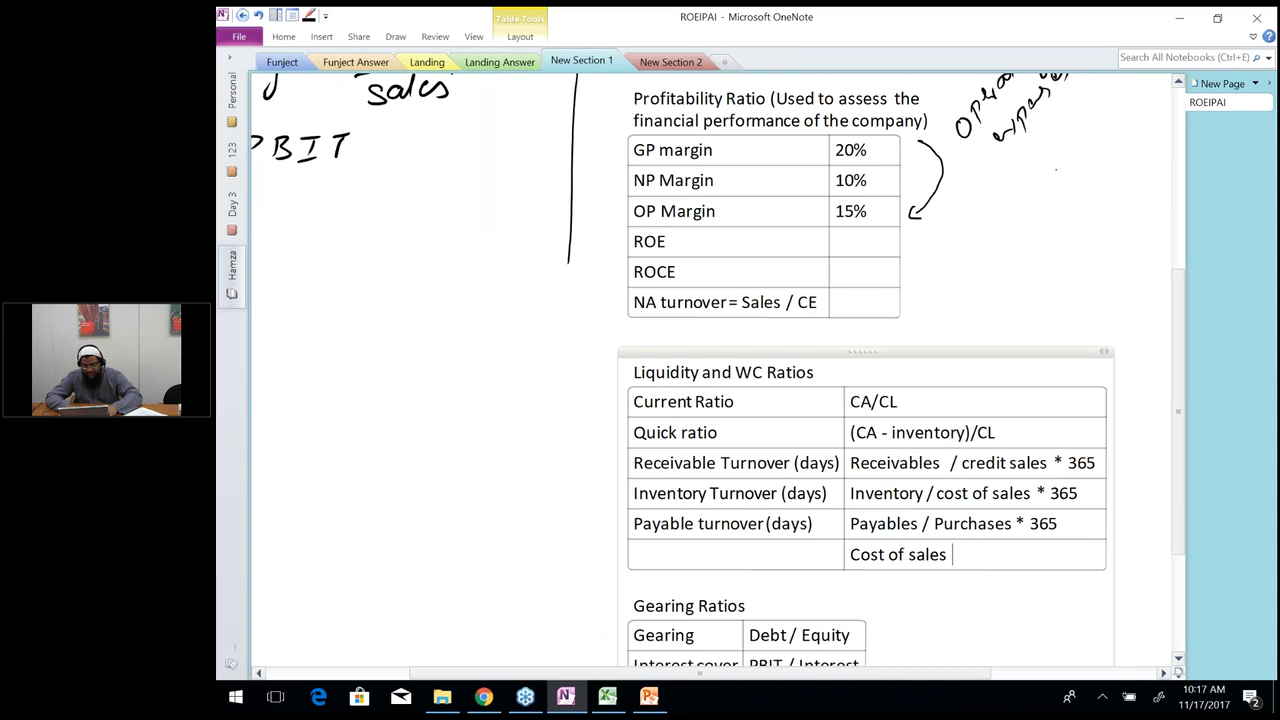 ROEIPAI - Microsoft OneNote
Table Tools
File
Home
Insert
Share
Draw
Review
View
Layout
Funject
Funject Answer
Landing
Landing Answer
New Section 1
New Section 2
Search All Notebooks (Ctrl+E)
New Page
ROEIPAI
Personal
123
Day 3
Hamza
sales
PBIT
Profitability Ratio (Used to assess the
financial performance of the company)
GP margin 20%
NP Margin 10%
OP Margin 15%
ROE
ROCE
NA turnover = Sales / CE
Liquidity and WC Ratios
Current Ratio CA/CL
Quick ratio (CA - inventory)/CL
Receivable Turnover (days) Receivables / credit sales * 365
Inventory Turnover (days) Inventory / cost of sales * 365
Payable turnover (days) Payables / Purchases * 365
Cost of sales
Gearing Ratios
Gearing Debt / Equity
Interest cover PBIT / Interest
10:17 AM
11/17/2017
2